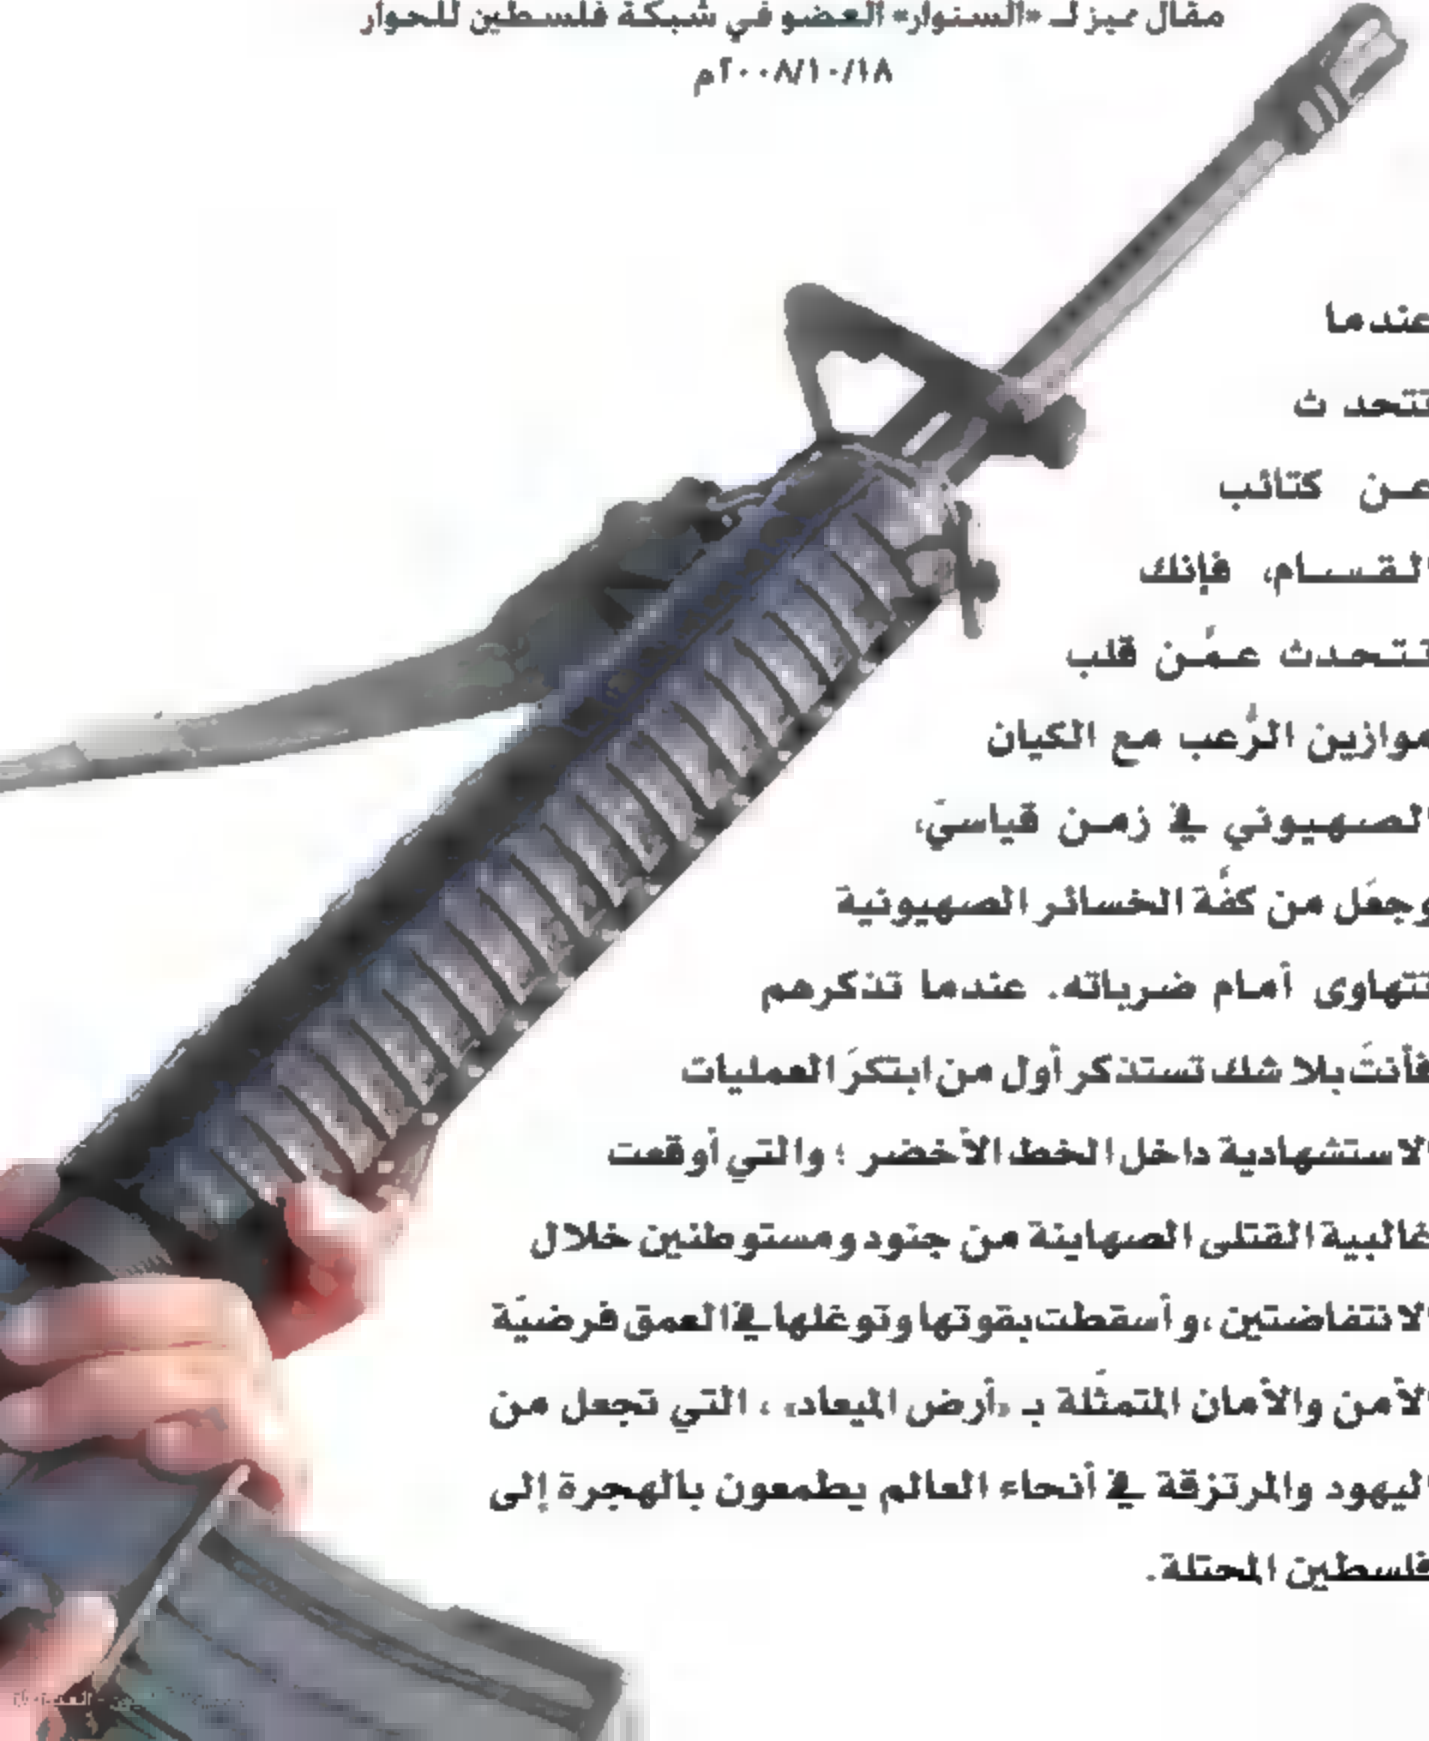 مقال مميز لـ «السنوار» العضو في شبكة فلسطين للحوار
٢٠٠٨/١٠/١٨م
عندما
تتحد ث
عـن كتائب
القسـام، فإنك
تتحدث عمَّن قلب
موازين الرُّعب مع الكيان
الصهيوني في زمن قياسيّ،
وجعَل من كفَّة الخسائر الصهيونية
تتهاوى أمام ضرباته. عندما تذكرهم
فأنتَ بلا شك تستذكر أول من ابتكرَ العمليات
الاستشهادية داخل الخط الأخضر ؛ والتي أوقعت
غالبية القتلى الصهاينة من جنود ومستوطنين خلال
الانتفاضتين ،وأسقطت بقوتها وتوغلها في العمق فرضيّة
الأمن والأمان المتمثّلة بـ «أرض الميعاد» ، التي تجعل من
اليهود والمرتزقة في أنحاء العالم يطمعون بالهجرة إلى
فلسطين المحتلة.